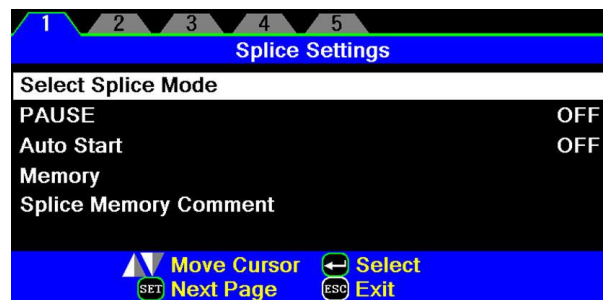 1 2 3 4 5
Splice Settings
Select Splice Mode
PAUSE OFF
Auto Start OFF
Memory
Splice Memory Comment
Move Cursor Select
SET Next Page ESC Exit